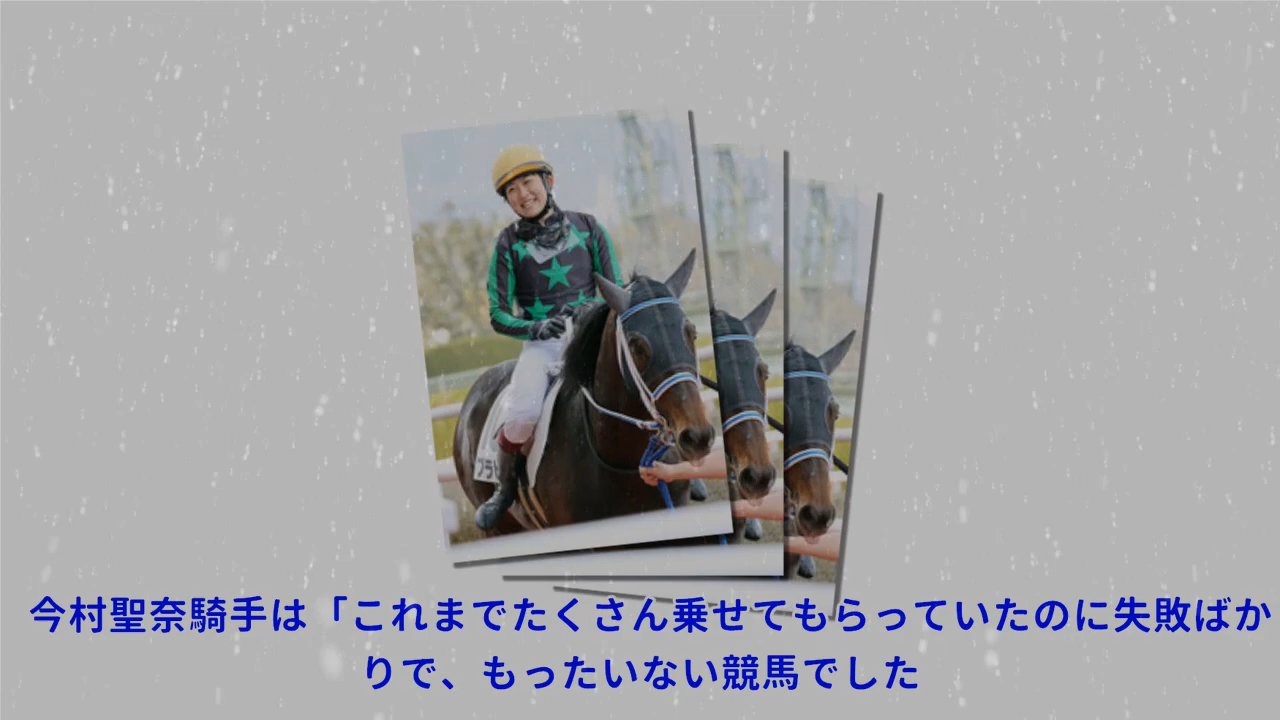 プラ
今村聖奈騎手は「これまでたくさん乗せてもらっていたのに失敗ばか
りで、もったいない競馬でした